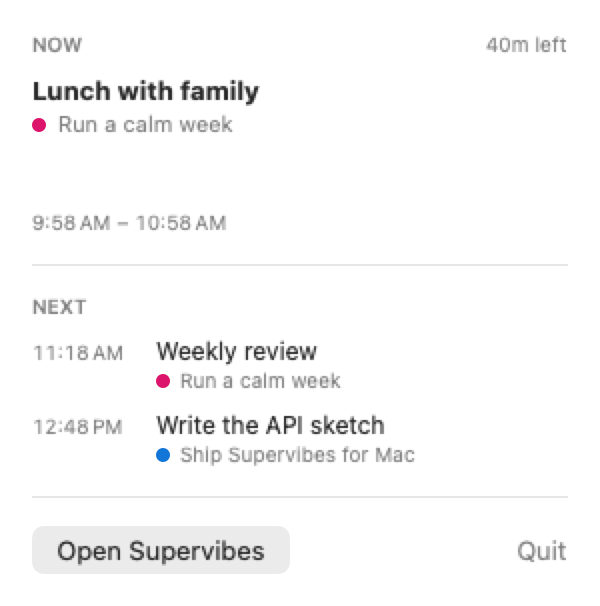 NOW
40m left
Lunch with family
Run a calm week
9:58 AM – 10:58 AM
NEXT
11:18 AM
Weekly review
Run a calm week
12:48 PM
Write the API sketch
Ship Supervibes for Mac
Open Supervibes
Quit